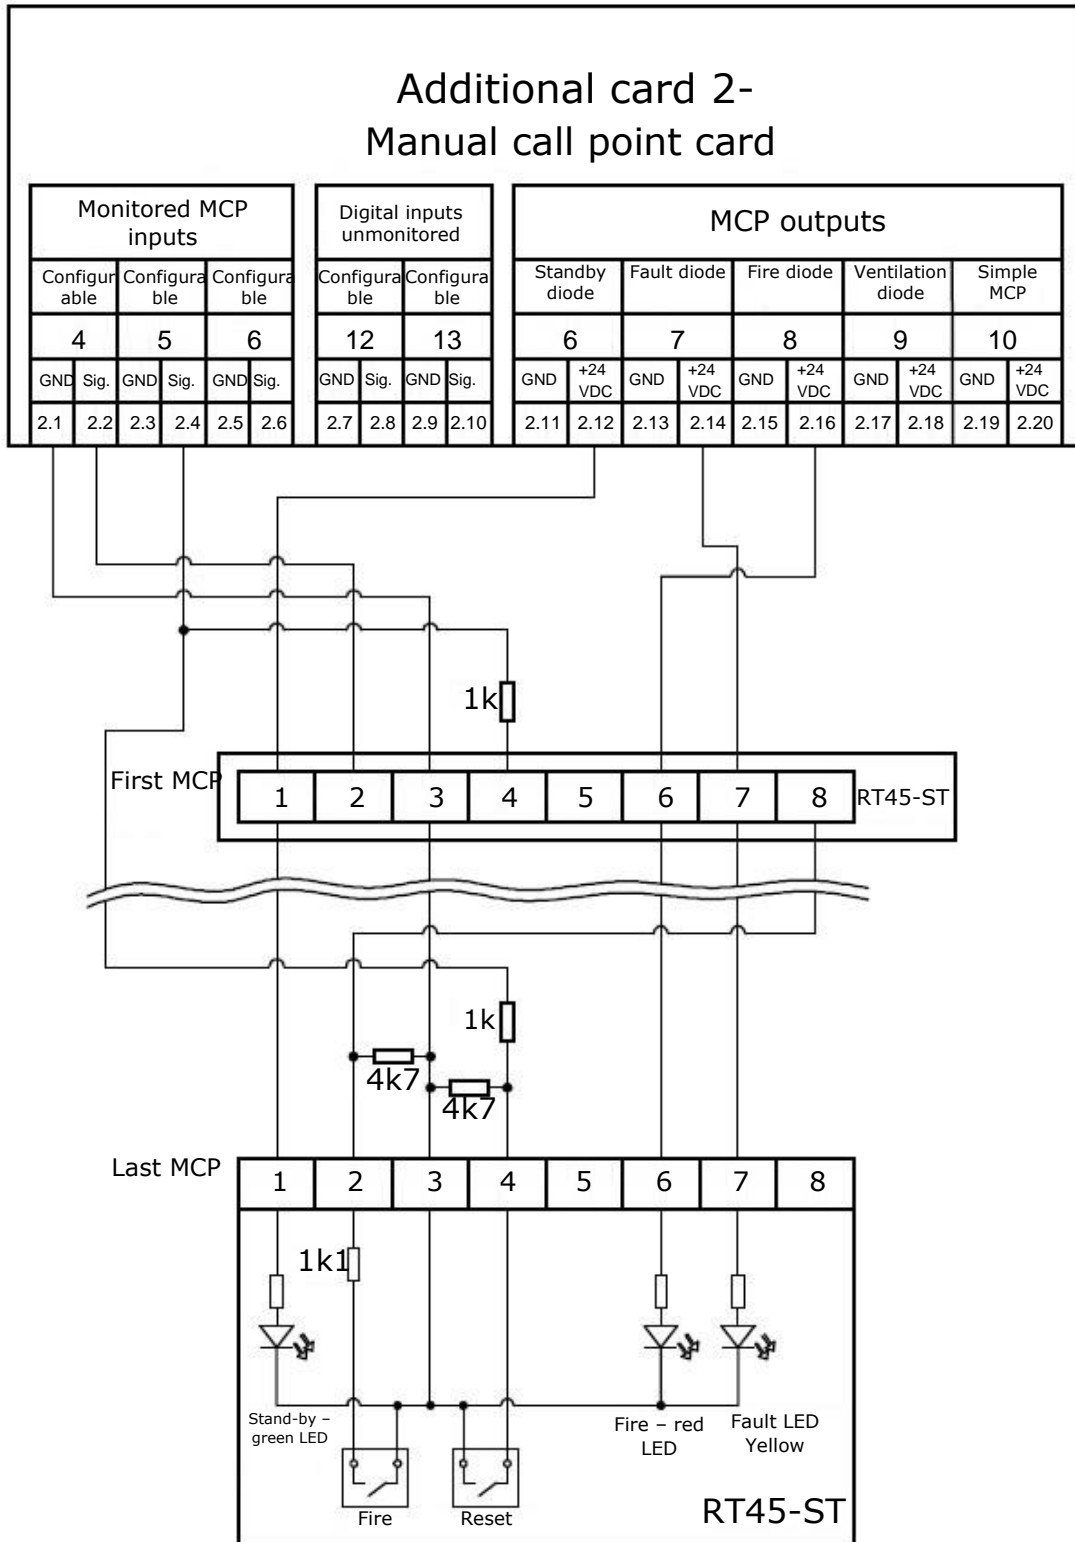 Additional card 2-
Manual call point card
Monitored MCP
inputs
Digital inputs
unmonitored
MCP outputs
Configur
able
Configura
ble
Configura
ble
Configura
ble
Configura
ble
Standby
diode
Fault diode
Fire diode
Ventilation
diode
Simple
MCP
4 5 6 12 13 6 7 8 9 10
GND Sig. GND Sig. GND Sig. GND Sig. GND Sig. GND +24 VDC GND +24 VDC GND +24 VDC GND +24 VDC GND +24 VDC
2.1 2.2 2.3 2.4 2.5 2.6 2.7 2.8 2.9 2.10 2.11 2.12 2.13 2.14 2.15 2.16 2.17 2.18 2.19 2.20
1k
First MCP
1 2 3 4 5 6 7 8
RT45-ST
1k
4k7
4k7
Last MCP
1 2 3 4 5 6 7 8
1k1
Stand-by –
green LED
Fire – red
LED
Fault LED
Yellow
Fire
Reset
RT45-ST